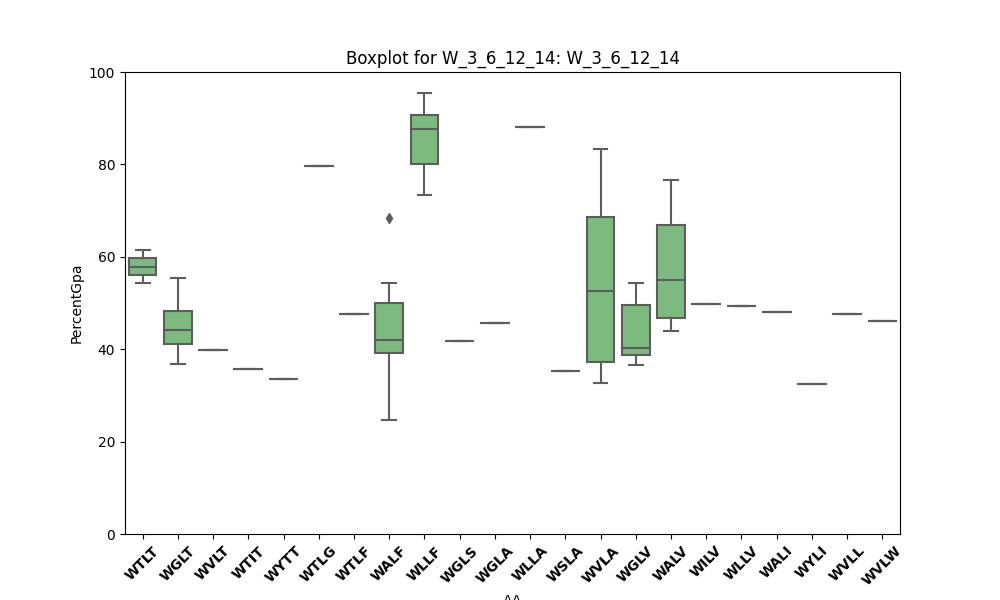 Boxplot for W_3_6_12_14: W_3_6_12_14
PercentGpa
100
80
60
40
20
0
WTLT WGLT WVLT WTIT WYTT WTLG WTLF WALF WLLF WGLS WGLA WLLA WSLA WVLA WGLV WALV WILV WLLV WALI WYLI WVLL WVLW
AA